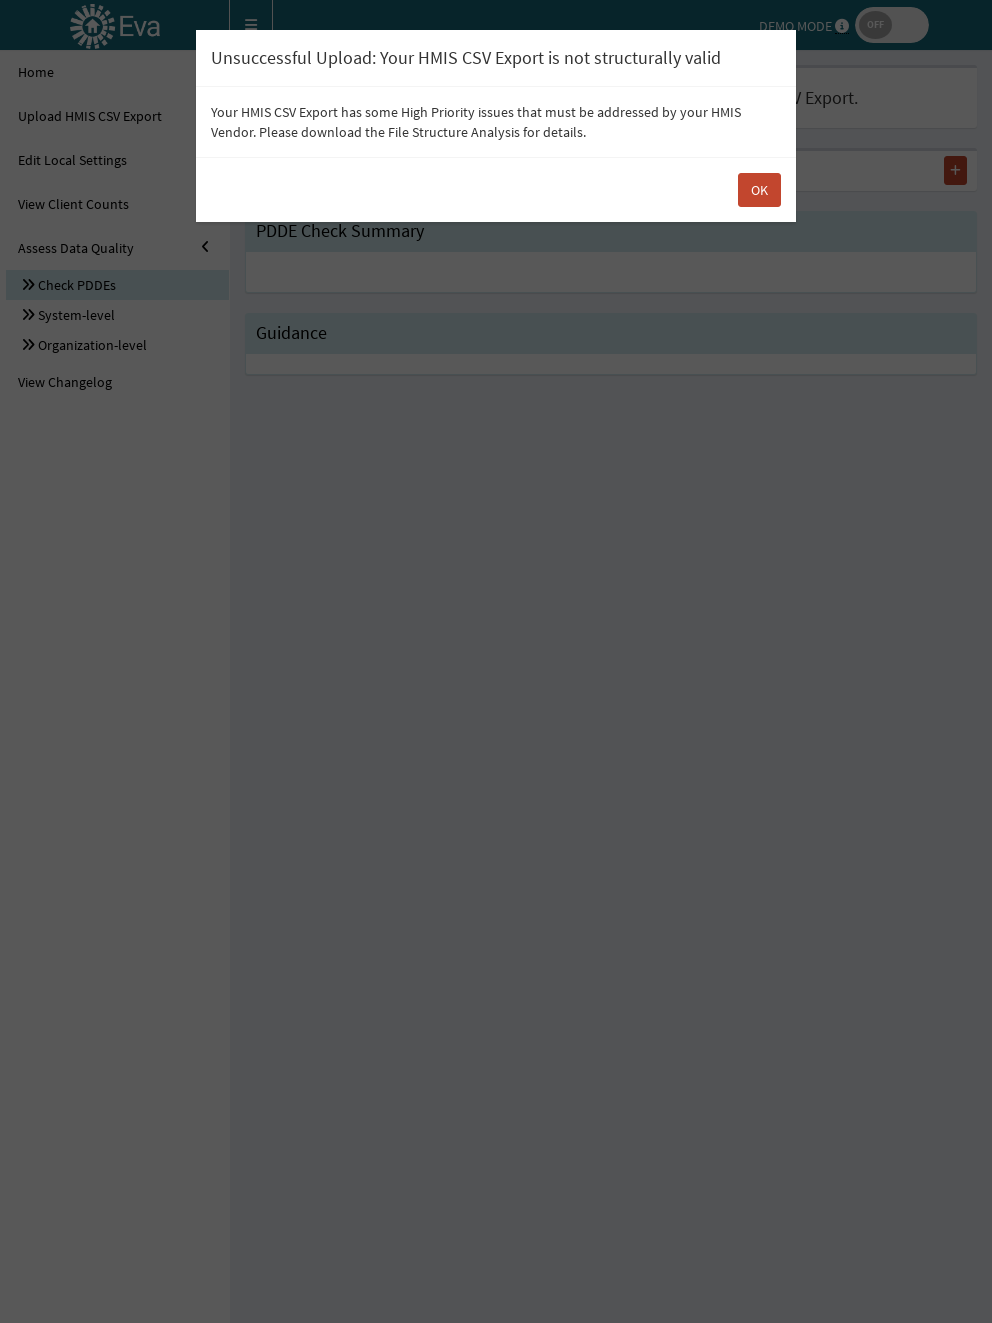 Eva
DEMO MODE
OFF
Unsuccessful Upload: Your HMIS CSV Export is not structurally valid
Your HMIS CSV Export has some High Priority issues that must be addressed by your HMIS
Vendor. Please download the File Structure Analysis for details.
OK
Home
Upload HMIS CSV Export
Edit Local Settings
View Client Counts
Assess Data Quality
Check PDDEs
System-level
Organization-level
View Changelog
Export.
PDDE Check Summary
Guidance